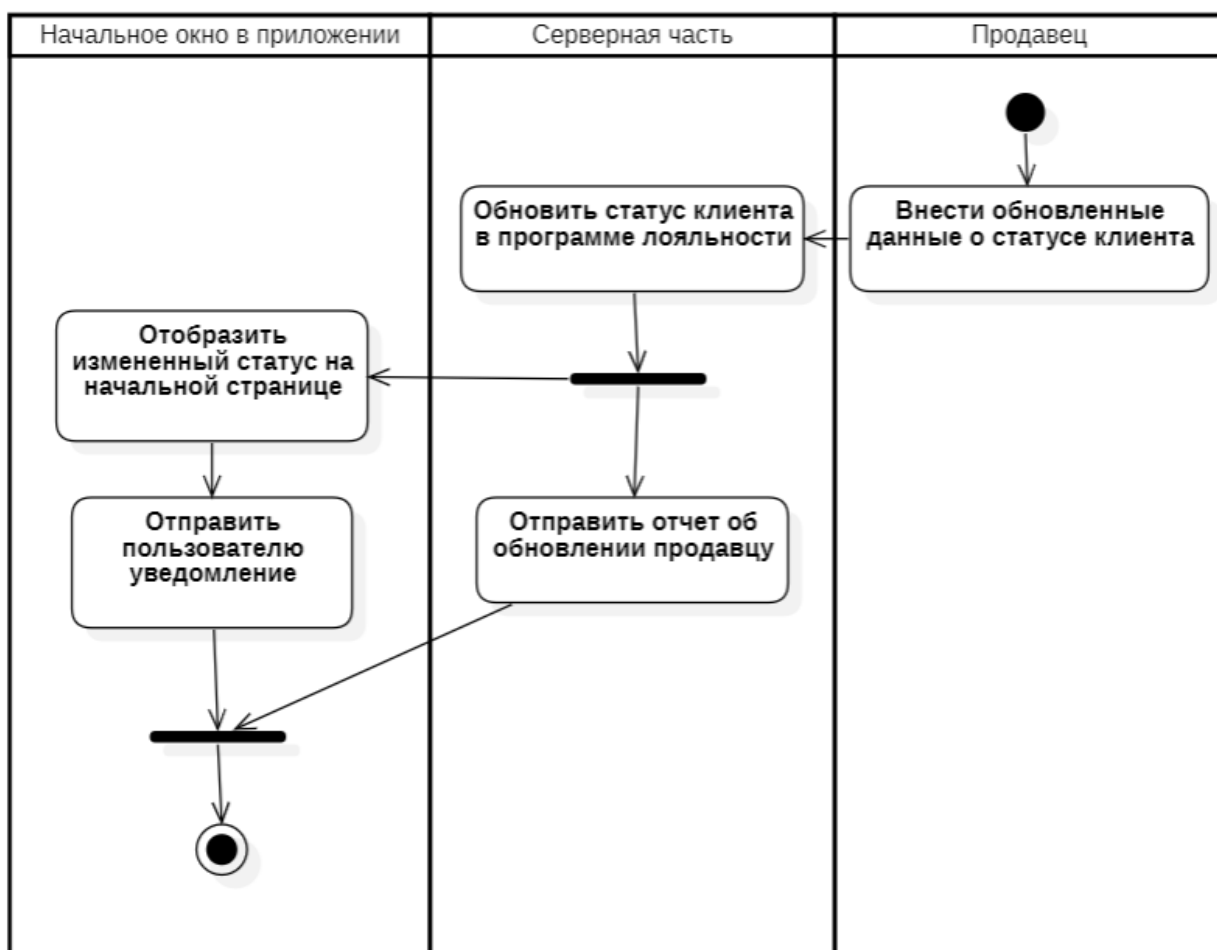 Начальное окно в приложении
Серверная часть
Продавец
Обновить статус клиента
в программе лояльности
Внести обновленные
данные о статусе клиента
Отобразить
измененный статус на
начальной странице
Отправить
пользователю
уведомление
Отправить отчет об
обновлении продавцу